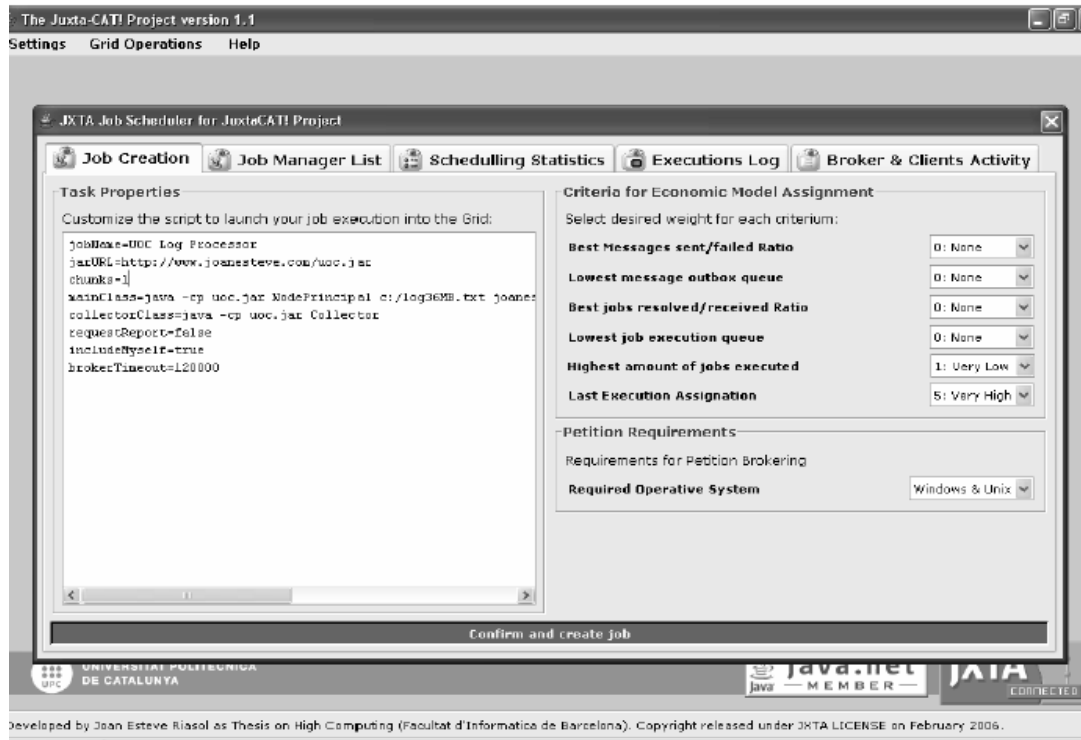 The Juxta-CAT! Project version 1.1
Settings Grid Operations Help
JXTA Job Scheduler for JuxtaCAT! Project
Job Creation Job Manager List Schedulling Statistics Executions Log Broker & Clients Activity
Task Properties
Customize the script to launch your job execution into the Grid:
jobName=UOC Log Processor
jarURL=http://www.joanesteve.com/uoc.jar
chunks=1
mainClass=java -cp uoc.jar NodePrincipal c:/log36MB.txt joanes
collectorClass=java -cp uoc.jar Collector
requestReport=false
includeMyself=true
brokerTimeout=120000
Criteria for Economic Model Assignment
Select desired weight for each criterium:
Best Messages sent/failed Ratio 0: None
Lowest message outbox queue 0: None
Best jobs resolved/received Ratio 0: None
Lowest job execution queue 0: None
Highest amount of jobs executed 1: Very Low
Last Execution Assignation 5: Very High
Petition Requirements
Requirements for Petition Brokering
Required Operative System Windows & Unix
Confirm and create job
UPC
UNIVERSITAT POLITECNICA
DE CATALUNYA
Java
java.net
MEMBER
JXTA
CONNECTED
Developed by Joan Esteve Riasol as Thesis on High Computing (Facultat d'Informatica de Barcelona). Copyright released under JXTA LICENSE on February 2006.